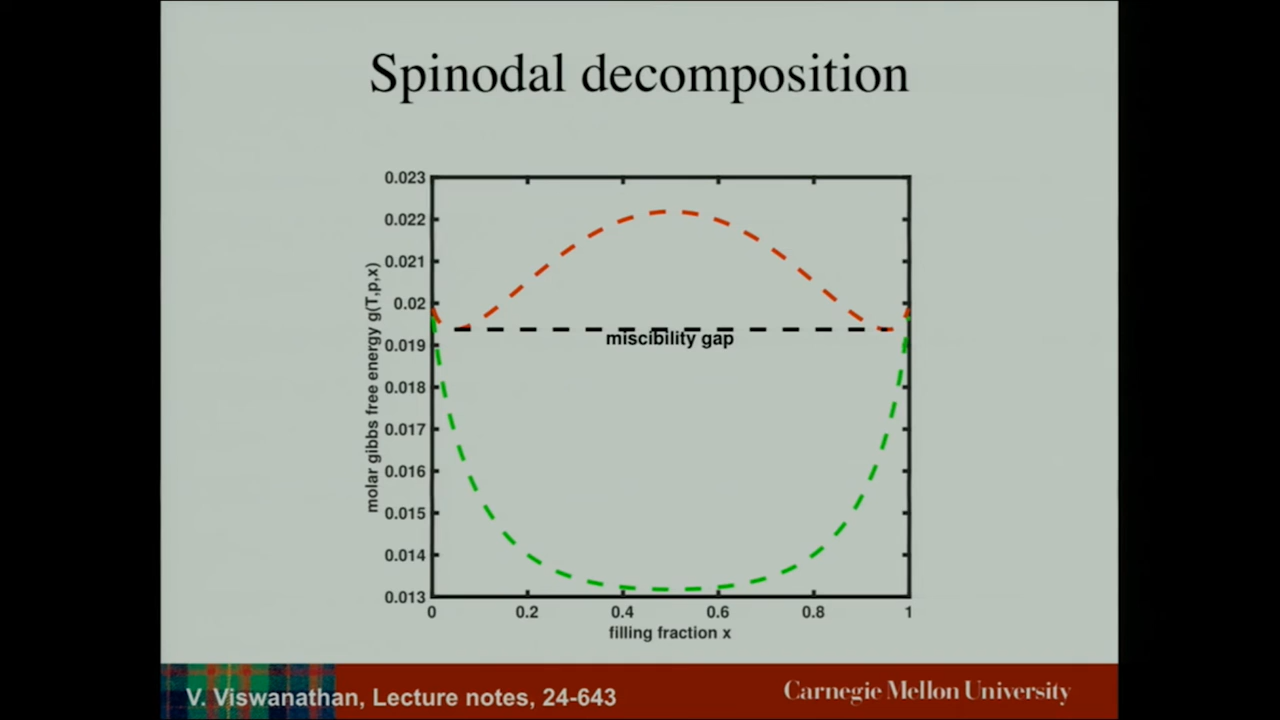 Spinodal decomposition
0.023
0.022
0.021
0.02
0.019
0.018
0.017
0.016
0.015
0.014
0.013
molar gibbs free energy g(T,p,x)
miscibility gap
0 0.2 0.4 0.6 0.8 1
filling fraction x
V. Viswanathan, Lecture notes, 24-643
Carnegie Mellon University